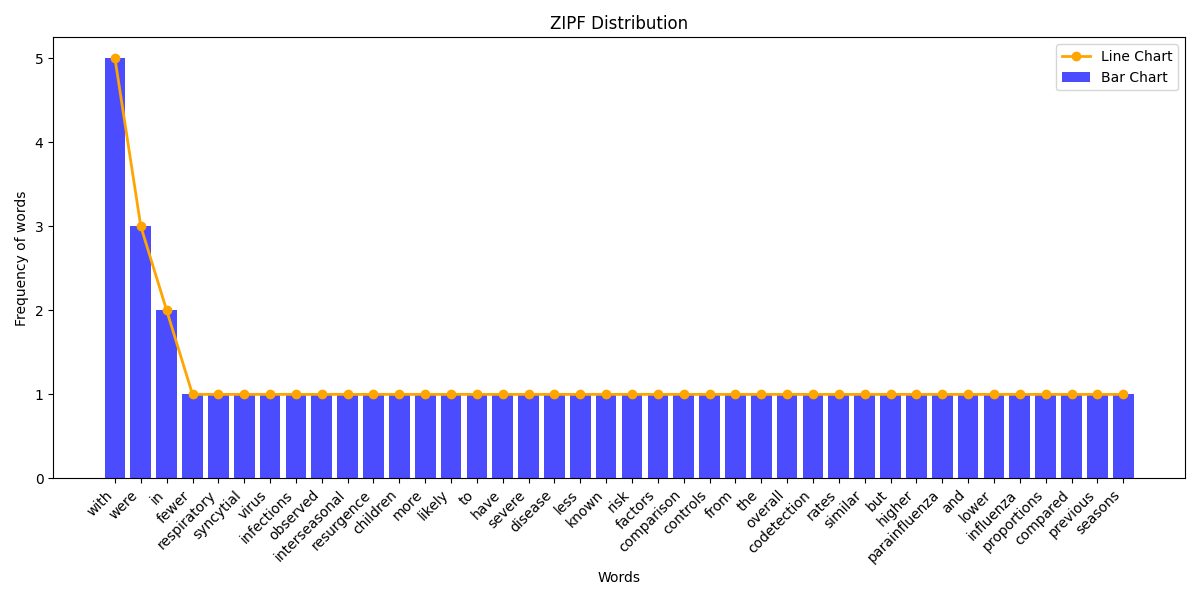 ZIPF Distribution
Line Chart
Bar Chart
Frequency of words
5
4
3
2
1
0
with
were
in
fewer
respiratory
syncytial
virus
infections
observed
interseasonal
resurgence
children
more
likely
to
have
severe
disease
less
known
risk
factors
comparison
controls
from
the
overall
codetection
rates
similar
but
higher
parainfluenza
and
lower
influenza
proportions
compared
previous
seasons
Words